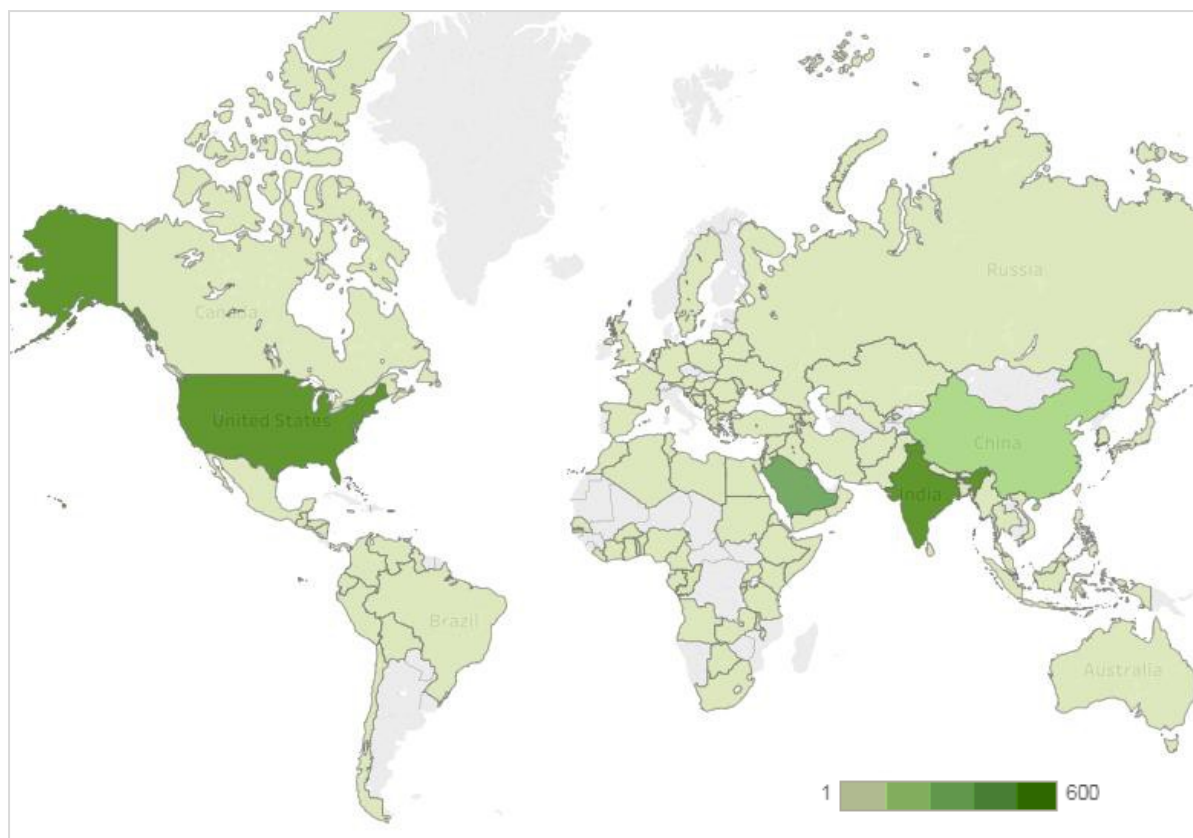 Russia
Canada
United States
China
India
Brazil
Australia
1 600